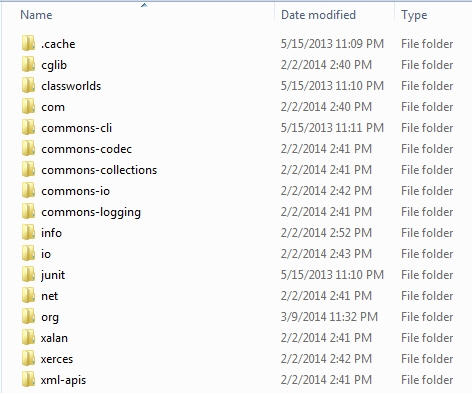 Name Date modified Type
.cache 5/15/2013 11:09 PM File folder
cglib 2/2/2014 2:40 PM File folder
classworlds 5/15/2013 11:10 PM File folder
com 2/2/2014 2:40 PM File folder
commons-cli 5/15/2013 11:11 PM File folder
commons-codec 2/2/2014 2:41 PM File folder
commons-collections 2/2/2014 2:41 PM File folder
commons-io 2/2/2014 2:42 PM File folder
commons-logging 2/2/2014 2:41 PM File folder
info 2/2/2014 2:52 PM File folder
io 2/2/2014 2:43 PM File folder
junit 5/15/2013 11:10 PM File folder
net 2/2/2014 2:41 PM File folder
org 3/9/2014 11:32 PM File folder
xalan 2/2/2014 2:41 PM File folder
xerces 2/2/2014 2:42 PM File folder
xml-apis 2/2/2014 2:41 PM File folder